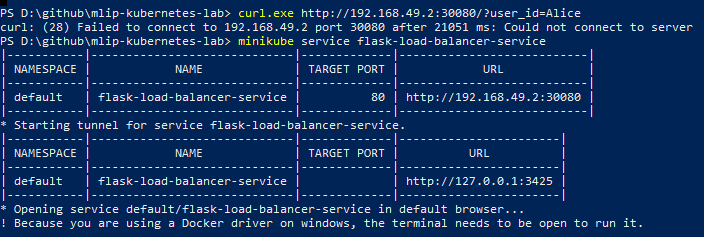 PS D:\github\mlip-kubernetes-lab> curl.exe http://192.168.49.2:30080/?user_id=Alice
curl: (28) Failed to connect to 192.168.49.2 port 30080 after 21051 ms: Could not connect to server
PS D:\github\mlip-kubernetes-lab> minikube service flask-load-balancer-service
|-----------|-----------------------------|-------------|---------------------------|
| NAMESPACE |            NAME             | TARGET PORT |            URL            |
|-----------|-----------------------------|-------------|---------------------------|
| default   | flask-load-balancer-service |          80 | http://192.168.49.2:30080 |
|-----------|-----------------------------|-------------|---------------------------|
* Starting tunnel for service flask-load-balancer-service.
|-----------|-----------------------------|-------------|-----------------------|
| NAMESPACE |            NAME             | TARGET PORT |          URL          |
|-----------|-----------------------------|-------------|-----------------------|
| default   | flask-load-balancer-service |             | http://127.0.0.1:3425 |
|-----------|-----------------------------|-------------|-----------------------|
* Opening service default/flask-load-balancer-service in default browser...
! Because you are using a Docker driver on windows, the terminal needs to be open to run it.